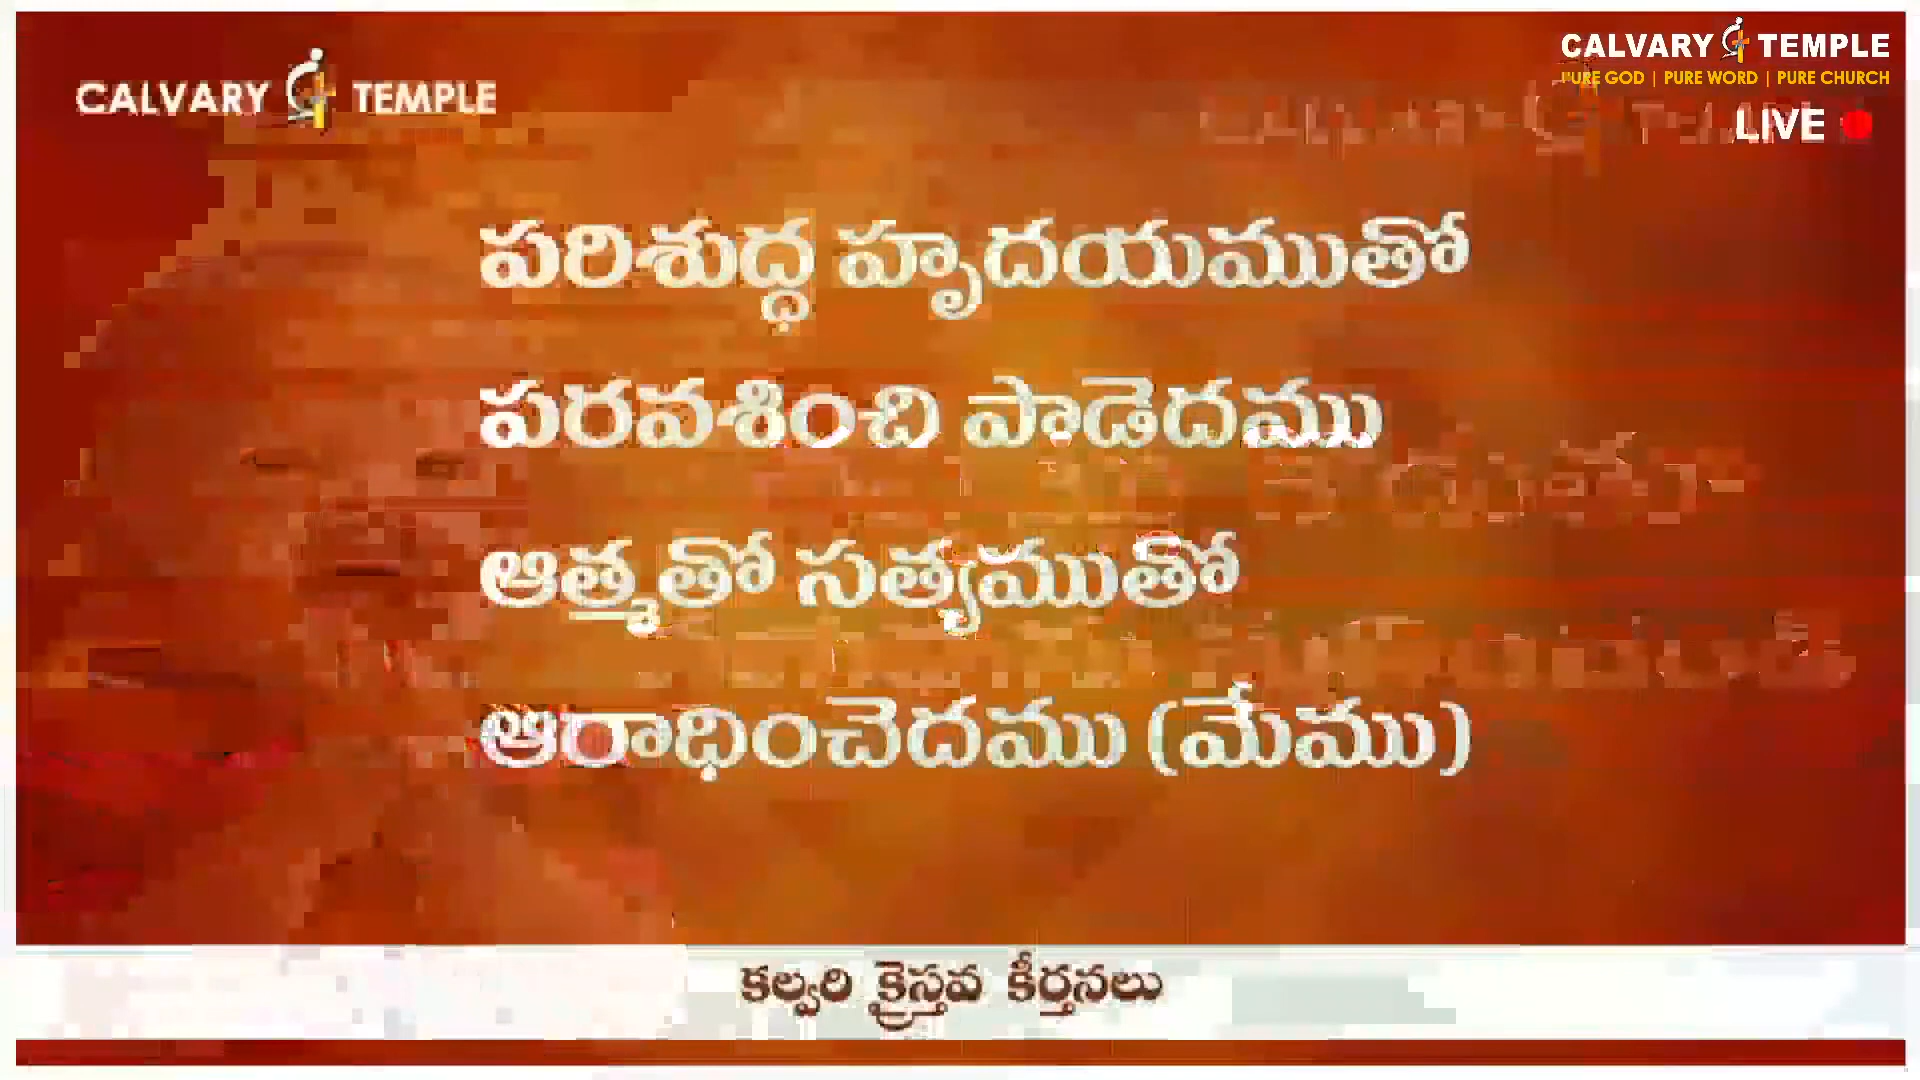 CALVARY TEMPLE
CALVARY TEMPLE
PURE GOD | PURE WORD | PURE CHURCH
LIVE
పరిశుద్ధ హృదయముతో
పరవశించి పాడెదము
ఆత్మతో సత్యముతో
ఆరాధించెదము (మేము)
కల్వరి క్రైస్తవ కీర్తనలు